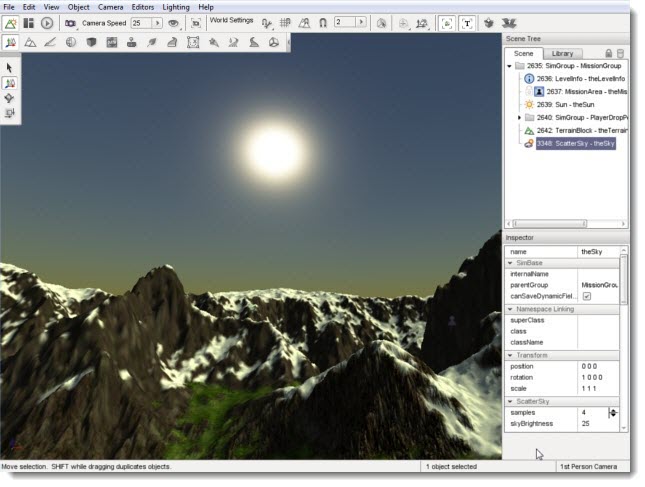 File Edit View Object Camera Editors Lighting Help
Camera Speed 25 World Settings 2
Scene Tree
Scene Library
2635: SimGroup - MissionGroup
2636: LevelInfo - theLevelInfo
2637: MissionArea - theMis
2639: Sun - theSun
2640: SimGroup - PlayerDropP
2642: TerrainBlock - theTerrain
3348: ScatterSky - theSky
Inspector
name theSky
SimBase
internalName
parentGroup MissionGrou
canSaveDynamicFiel...
Namespace Linking
superClass
class
className
Transform
position 0 0 0
rotation 1 0 0 0
scale 1 1 1
ScatterSky
samples 4
skyBrightness 25
Move selection. SHIFT while dragging duplicates objects. 1 object selected 1st Person Camera